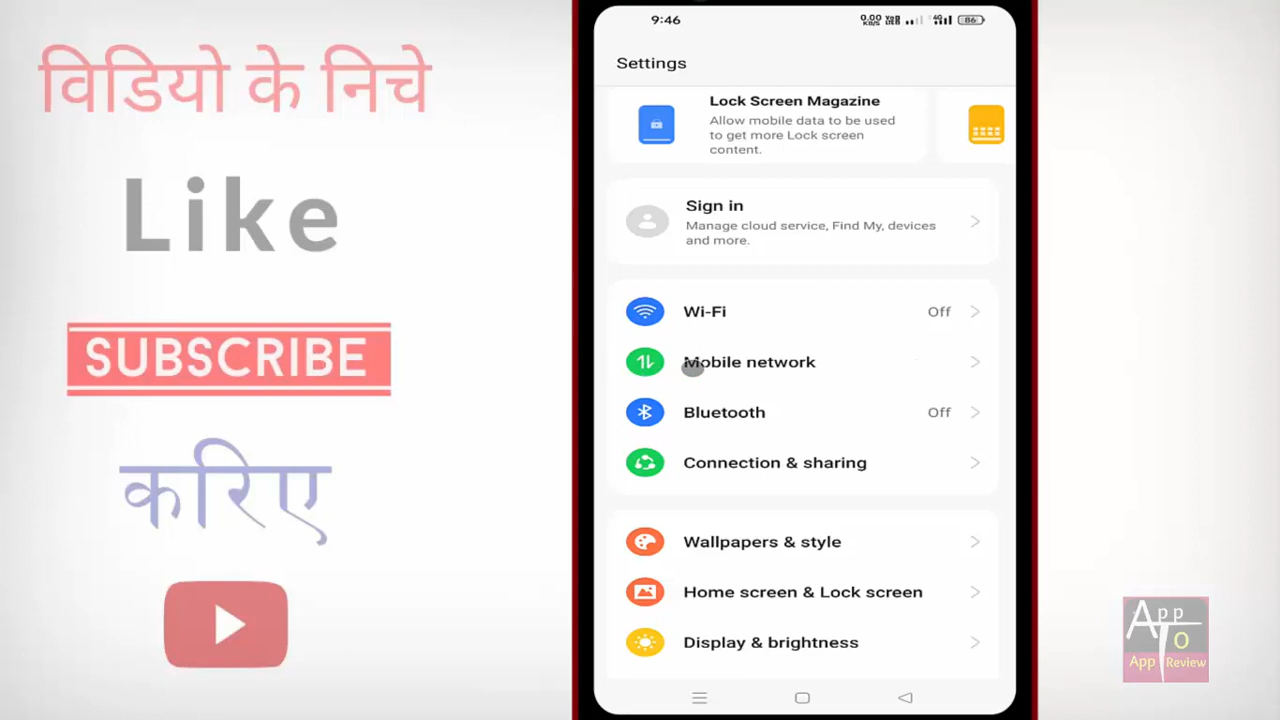 विडियो के निचे
Like
SUBSCRIBE
करिए
9:46
0.00 KB/S
4G
86
Settings
Lock Screen Magazine
Allow mobile data to be used
to get more Lock screen
content.
Sign in
Manage cloud service, Find My, devices
and more.
Wi-Fi
Off
Mobile network
Bluetooth
Off
Connection & sharing
Wallpapers & style
Home screen & Lock screen
Display & brightness
App
To
App Review